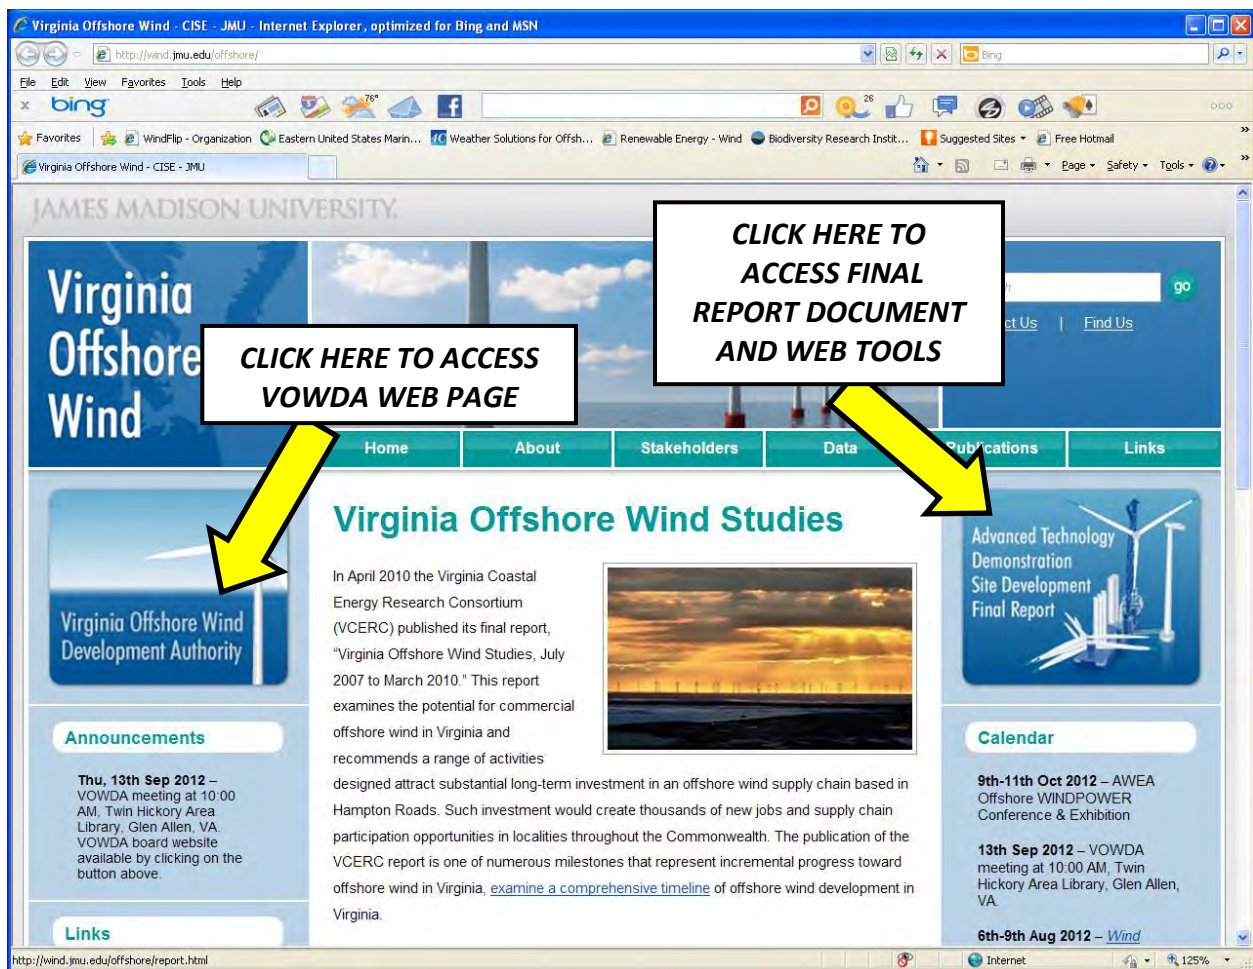 Virginia Offshore Wind - CISE - JMU - Internet Explorer, optimized for Bing and MSN
http://wind.jmu.edu/offshore/
Bing
File Edit View Favorites Tools Help
x bing 76° 26
Favorites WindFlip - Organization Eastern United States Marin... Weather Solutions for Offsh... Renewable Energy - Wind Biodiversity Research Instit... Suggested Sites Free Hotmail »
Virginia Offshore Wind - CISE - JMU
Page Safety Tools »
JAMES MADISON UNIVERSITY.
Virginia
Offshore
Wind
CLICK HERE TO ACCESS
VOWDA WEB PAGE
CLICK HERE TO
ACCESS FINAL
REPORT DOCUMENT
AND WEB TOOLS
go
ct Us | Find Us
Home About Stakeholders Data Publications Links
Virginia Offshore Wind
Development Authority
Announcements
Thu, 13th Sep 2012 –
VOWDA meeting at 10:00
AM, Twin Hickory Area
Library, Glen Allen, VA.
VOWDA board website
available by clicking on the
button above.
Links
Virginia Offshore Wind Studies
In April 2010 the Virginia Coastal
Energy Research Consortium
(VCERC) published its final report,
"Virginia Offshore Wind Studies, July
2007 to March 2010." This report
examines the potential for commercial
offshore wind in Virginia and
recommends a range of activities
designed attract substantial long-term investment in an offshore wind supply chain based in
Hampton Roads. Such investment would create thousands of new jobs and supply chain
participation opportunities in localities throughout the Commonwealth. The publication of the
VCERC report is one of numerous milestones that represent incremental progress toward
offshore wind in Virginia, examine a comprehensive timeline of offshore wind development in
Virginia.
Advanced Technology
Demonstration
Site Development
Final Report
Calendar
9th-11th Oct 2012 – AWEA
Offshore WINDPOWER
Conference & Exhibition
13th Sep 2012 – VOWDA
meeting at 10:00 AM, Twin
Hickory Area Library, Glen Allen,
VA.
6th-9th Aug 2012 – Wind
http://wind.jmu.edu/offshore/report.html
Internet
125%